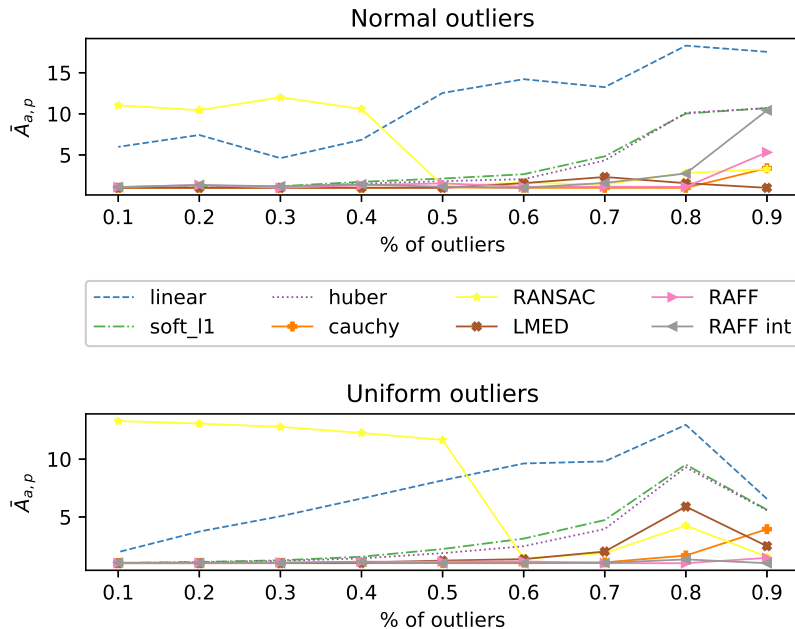 Normal outliers
15
10
5
Ā_{a,p}
0.1 0.2 0.3 0.4 0.5 0.6 0.7 0.8 0.9
% of outliers
linear huber RANSAC RAFF
soft_l1 cauchy LMED RAFF int
Uniform outliers
10
5
Ā_{a,p}
0.1 0.2 0.3 0.4 0.5 0.6 0.7 0.8 0.9
% of outliers